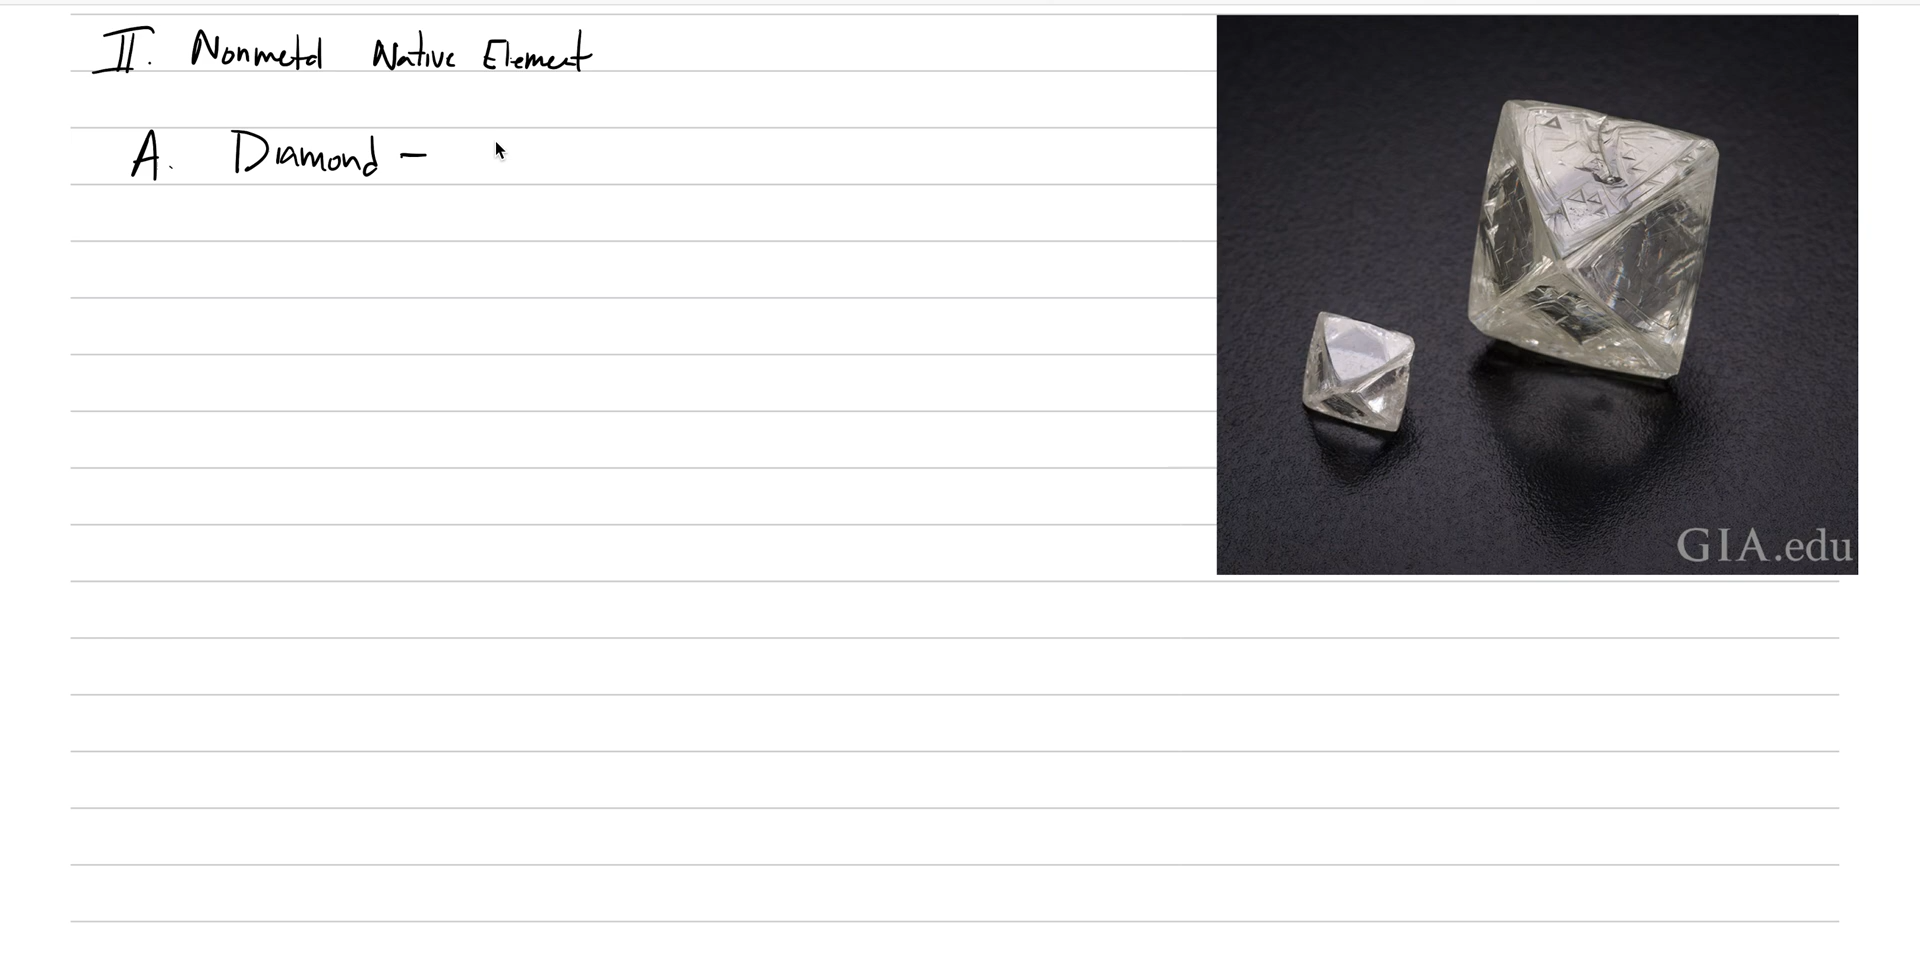 II. Nonmetal Native Element
A. Diamond –
GIA.edu